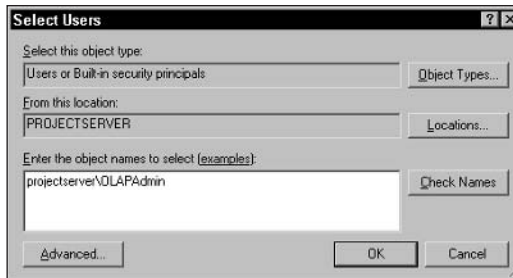 Select Users
?
Select this object type:
Users or Built-in security principals
Object Types...
From this location:
PROJECTSERVER
Locations...
Enter the object names to select (examples):
projectserver\OLAPAdmin
Check Names
Advanced...
OK
Cancel